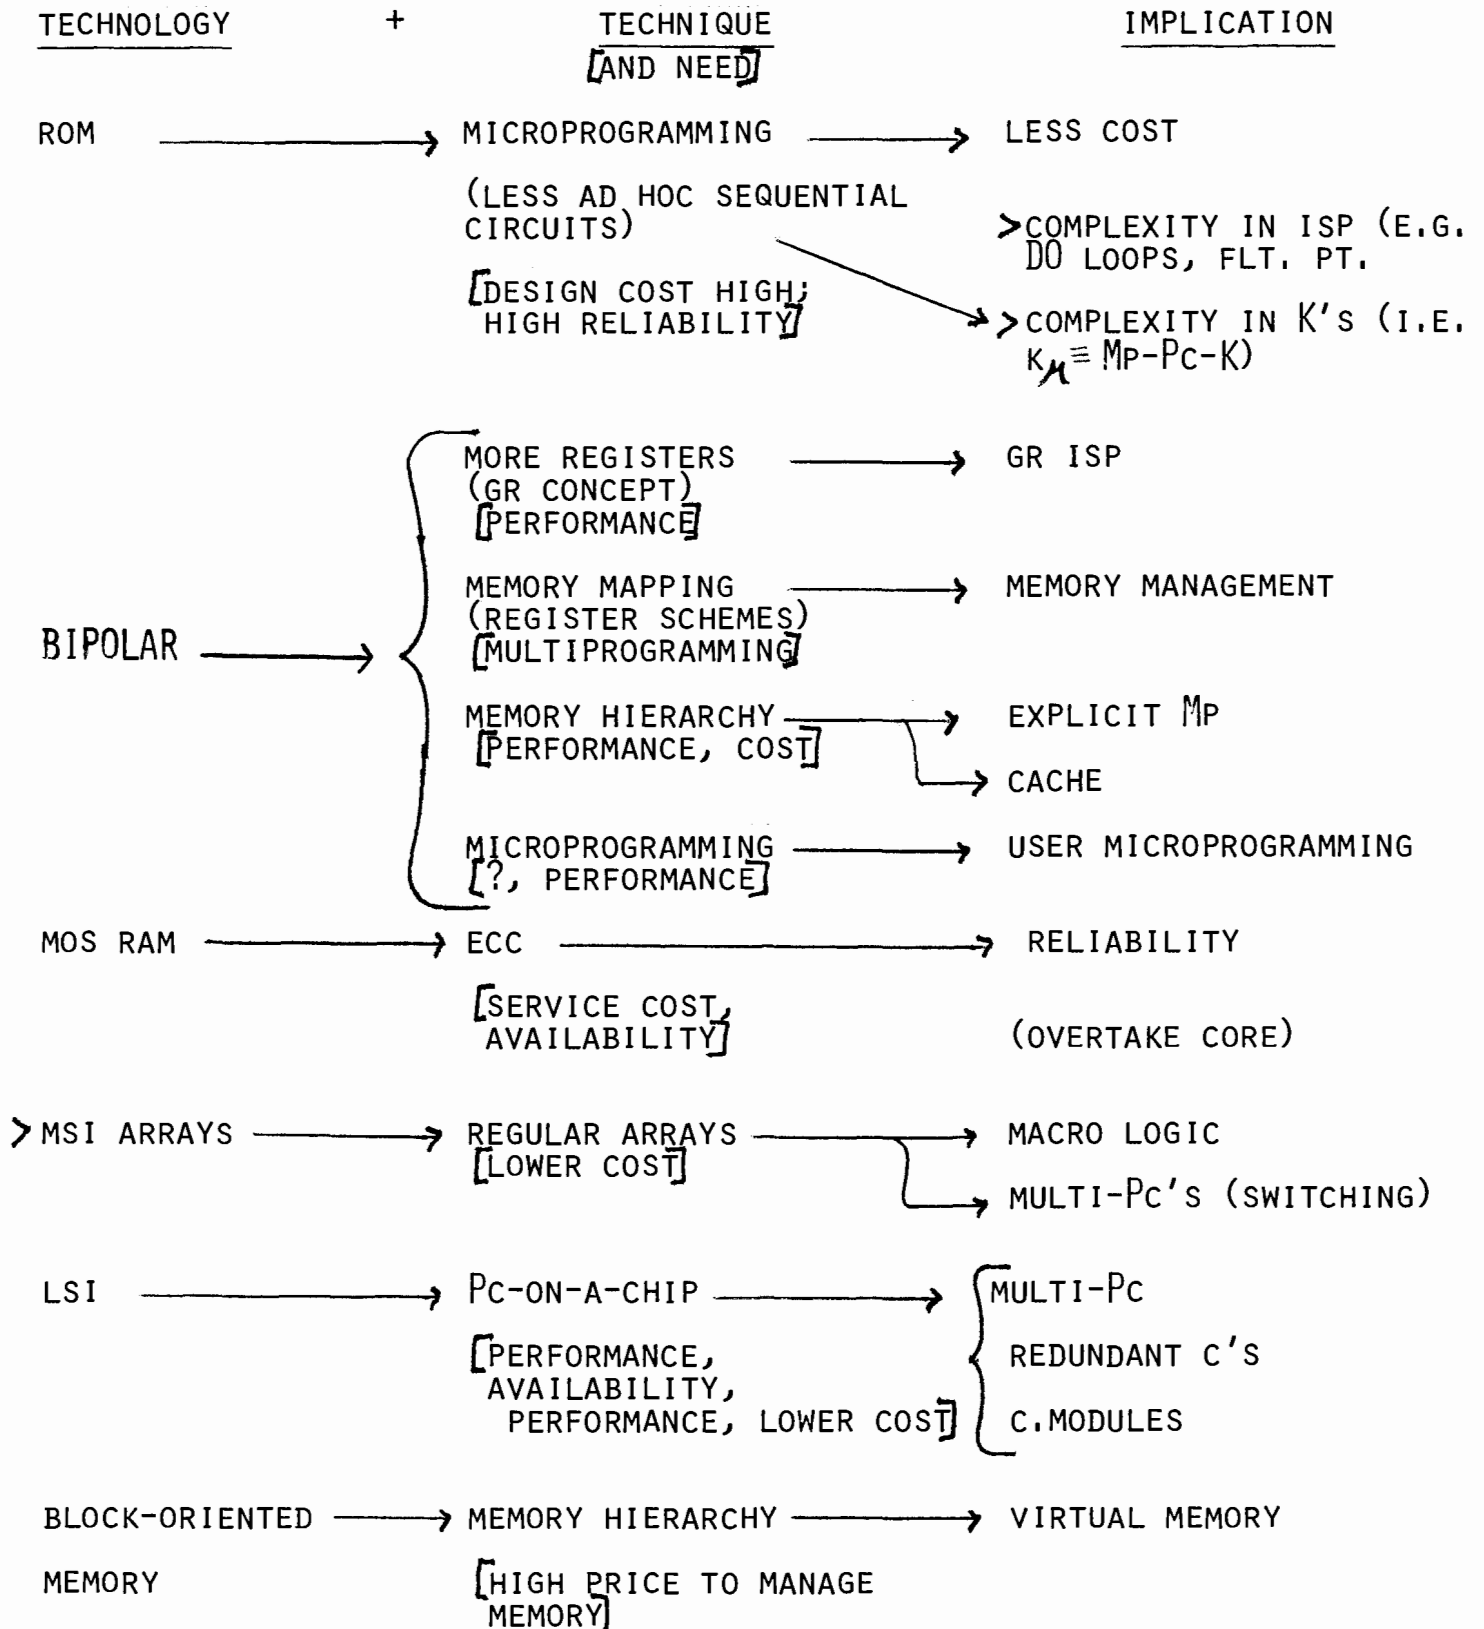 TECHNOLOGY + TECHNIQUE IMPLICATION
[AND NEED]
ROM MICROPROGRAMMING LESS COST
(LESS AD HOC SEQUENTIAL
CIRCUITS)
>COMPLEXITY IN ISP (E.G.
DO LOOPS, FLT. PT.
[DESIGN COST HIGH;
HIGH RELIABILITY]
>COMPLEXITY IN K'S (I.E.
Kμ≡ MP-PC-K)
MORE REGISTERS GR ISP
(GR CONCEPT)
[PERFORMANCE]
MEMORY MAPPING MEMORY MANAGEMENT
(REGISTER SCHEMES)
BIPOLAR [MULTIPROGRAMMING]
MEMORY HIERARCHY EXPLICIT MP
[PERFORMANCE, COST]
CACHE
MICROPROGRAMMING USER MICROPROGRAMMING
[?, PERFORMANCE]
MOS RAM ECC RELIABILITY
[SERVICE COST,
AVAILABILITY] (OVERTAKE CORE)
>MSI ARRAYS REGULAR ARRAYS MACRO LOGIC
[LOWER COST]
MULTI-PC'S (SWITCHING)
LSI PC-ON-A-CHIP MULTI-PC
[PERFORMANCE, REDUNDANT C'S
AVAILABILITY,
PERFORMANCE, LOWER COST] C.MODULES
BLOCK-ORIENTED MEMORY HIERARCHY VIRTUAL MEMORY
MEMORY [HIGH PRICE TO MANAGE
MEMORY]